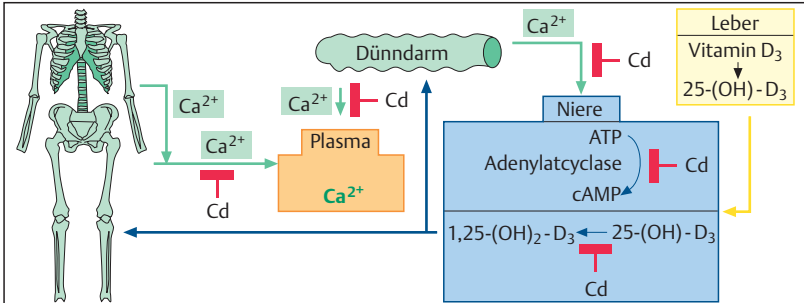 Leber
Vitamin D₃
25-(OH)-D₃
Ca²⁺
Dünndarm
Cd
Ca²⁺
Ca²⁺
Cd
Niere
Ca²⁺
Plasma
ATP
Adenylatcyclase
Cd
cAMP
Ca²⁺
Cd
1,25-(OH)₂-D₃
25-(OH)-D₃
Cd